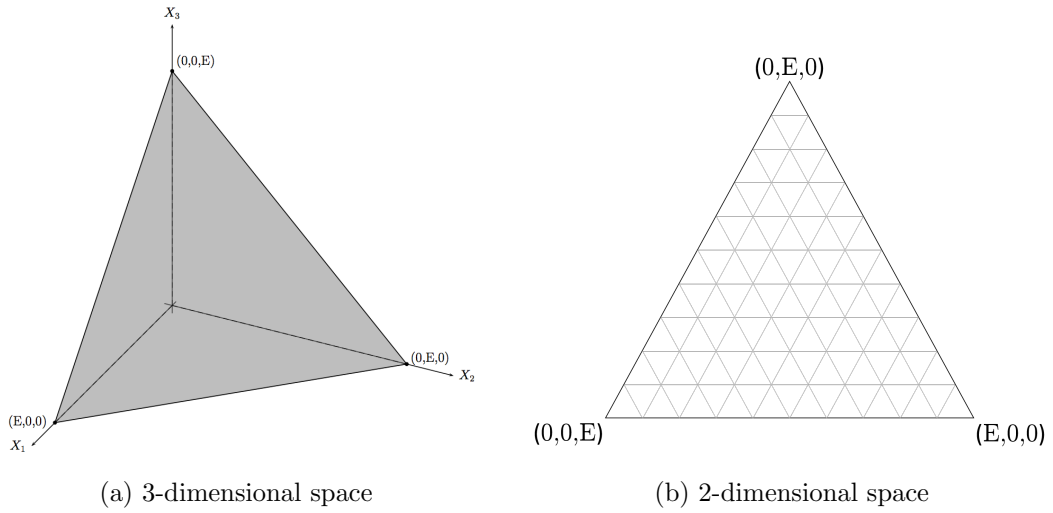 X₃
(0,0,E)
(0,E,0)
X₂
(E,0,0)
X₁
(a) 3-dimensional space
(0,E,0)
(0,0,E)
(E,0,0)
(b) 2-dimensional space